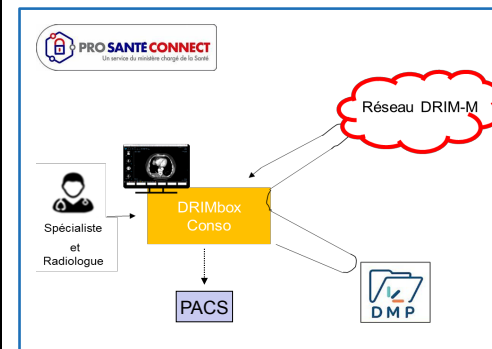 PRO SANTÉ CONNECT
Un service du ministère chargé de la Santé
Réseau DRIM-M
Spécialiste
et
Radiologue
DRIMbox
Conso
PACS
DMP